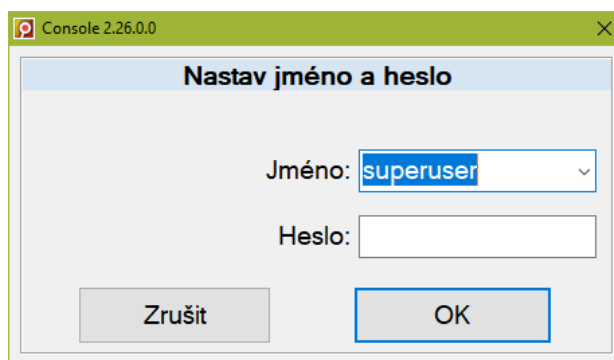 Console 2.26.0.0
Nastav jméno a heslo
Jméno: superuser
Heslo:
Zrušit OK